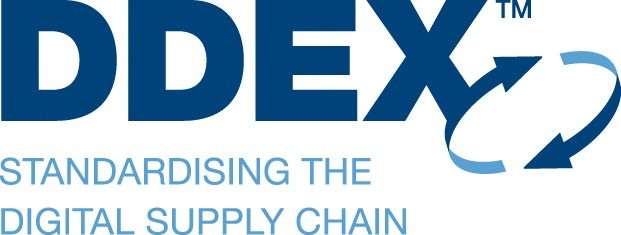 DDEX™
STANDARDISING THE
DIGITAL SUPPLY CHAIN